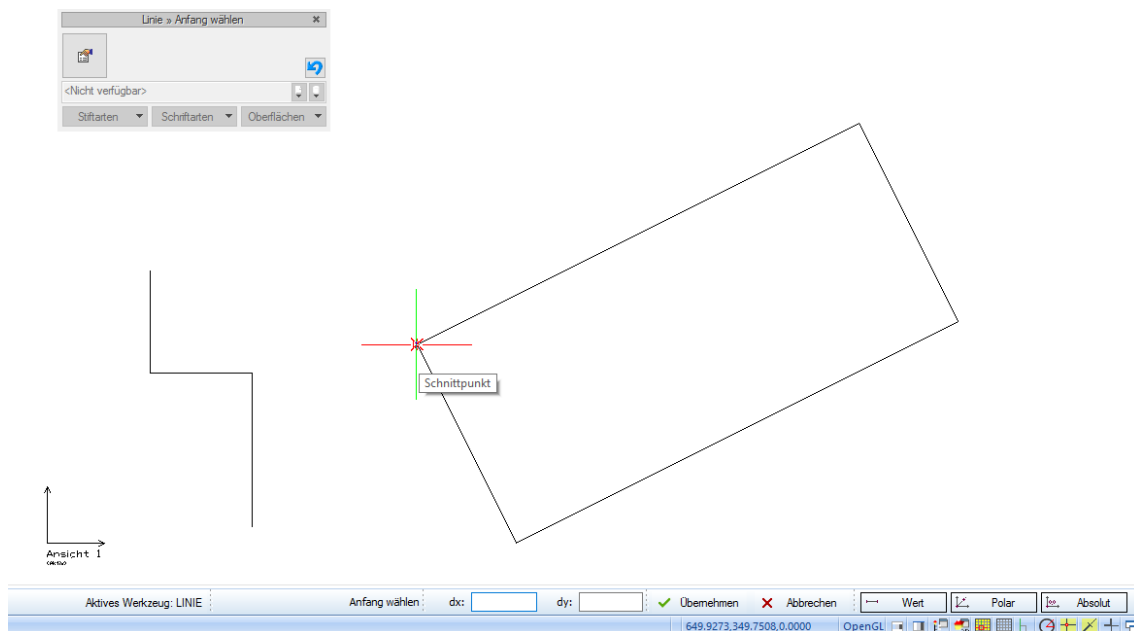 Linie » Anfang wählen
<Nicht verfügbar>
Stiftarten Schriftarten Oberflächen
Schnittpunkt
Ansicht 1
Aktives Werkzeug: LINIE Anfang wählen dx: dy: Übernehmen Abbrechen Wert Polar Absolut
649.9273,349.7508,0.0000 OpenGL